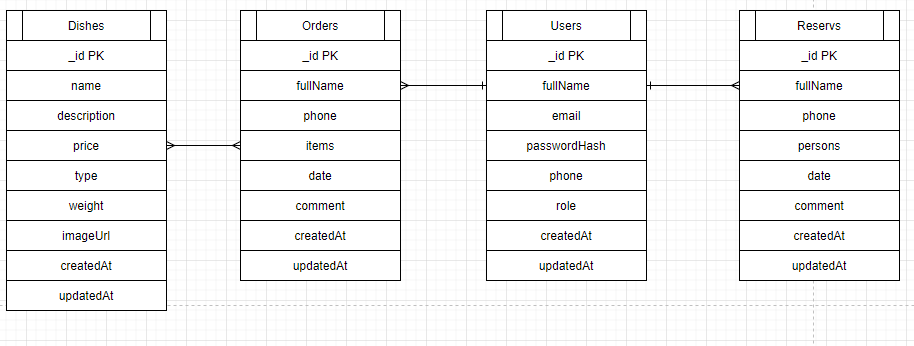 Dishes
_id PK
name
description
price
type
weight
imageUrl
createdAt
updatedAt
Orders
_id PK
fullName
phone
items
date
comment
createdAt
updatedAt
Users
_id PK
fullName
email
passwordHash
phone
role
createdAt
updatedAt
Reservs
_id PK
fullName
phone
persons
date
comment
createdAt
updatedAt